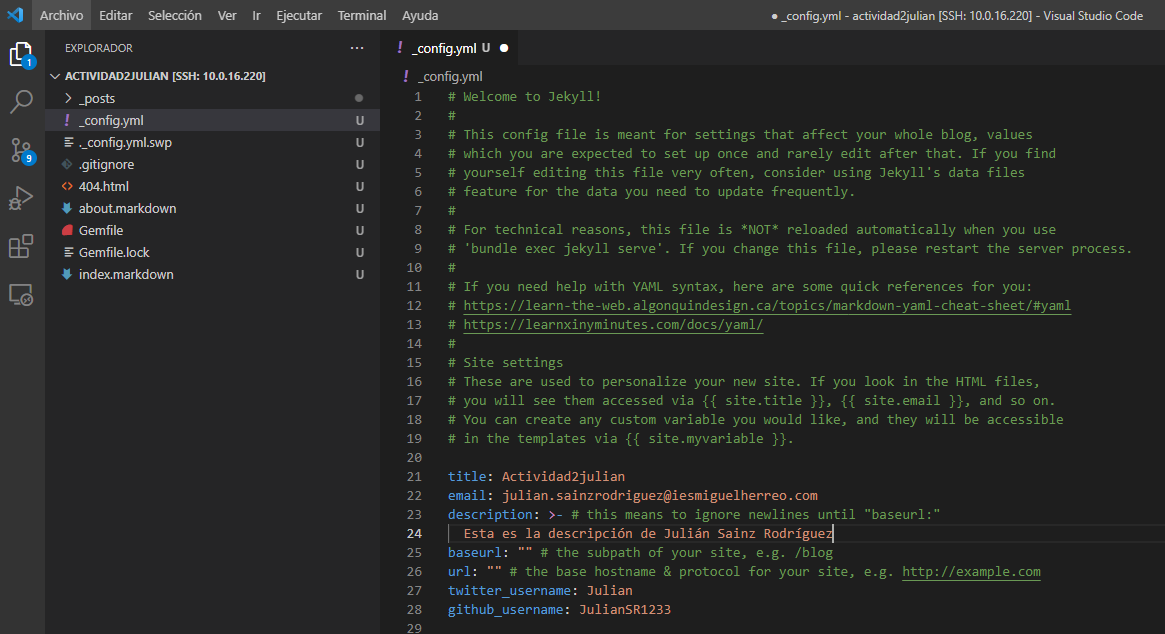 Archivo Editar Selección Ver Ir Ejecutar Terminal Ayuda
● _config.yml - actividad2julian [SSH: 10.0.16.220] - Visual Studio Code
1
9
EXPLORADOR ···
ACTIVIDAD2JULIAN [SSH: 10.0.16.220]
_posts
! _config.yml U
._config.yml.swp U
.gitignore U
404.html U
about.markdown U
Gemfile U
Gemfile.lock U
index.markdown U
! _config.yml U ●
! _config.yml
1 # Welcome to Jekyll!
2 #
3 # This config file is meant for settings that affect your whole blog, values
4 # which you are expected to set up once and rarely edit after that. If you find
5 # yourself editing this file very often, consider using Jekyll's data files
6 # feature for the data you need to update frequently.
7 #
8 # For technical reasons, this file is *NOT* reloaded automatically when you use
9 # 'bundle exec jekyll serve'. If you change this file, please restart the server process.
10 #
11 # If you need help with YAML syntax, here are some quick references for you:
12 # https://learn-the-web.algonquindesign.ca/topics/markdown-yaml-cheat-sheet/#yaml
13 # https://learnxinyminutes.com/docs/yaml/
14 #
15 # Site settings
16 # These are used to personalize your new site. If you look in the HTML files,
17 # you will see them accessed via {{ site.title }}, {{ site.email }}, and so on.
18 # You can create any custom variable you would like, and they will be accessible
19 # in the templates via {{ site.myvariable }}.
20
21 title: Actividad2julian
22 email: julian.sainzrodriguez@iesmiguelherreo.com
23 description: >- # this means to ignore newlines until "baseurl:"
24 Esta es la descripción de Julián Sainz Rodríguez
25 baseurl: "" # the subpath of your site, e.g. /blog
26 url: "" # the base hostname & protocol for your site, e.g. http://example.com
27 twitter_username: Julian
28 github_username: JulianSR1233
29